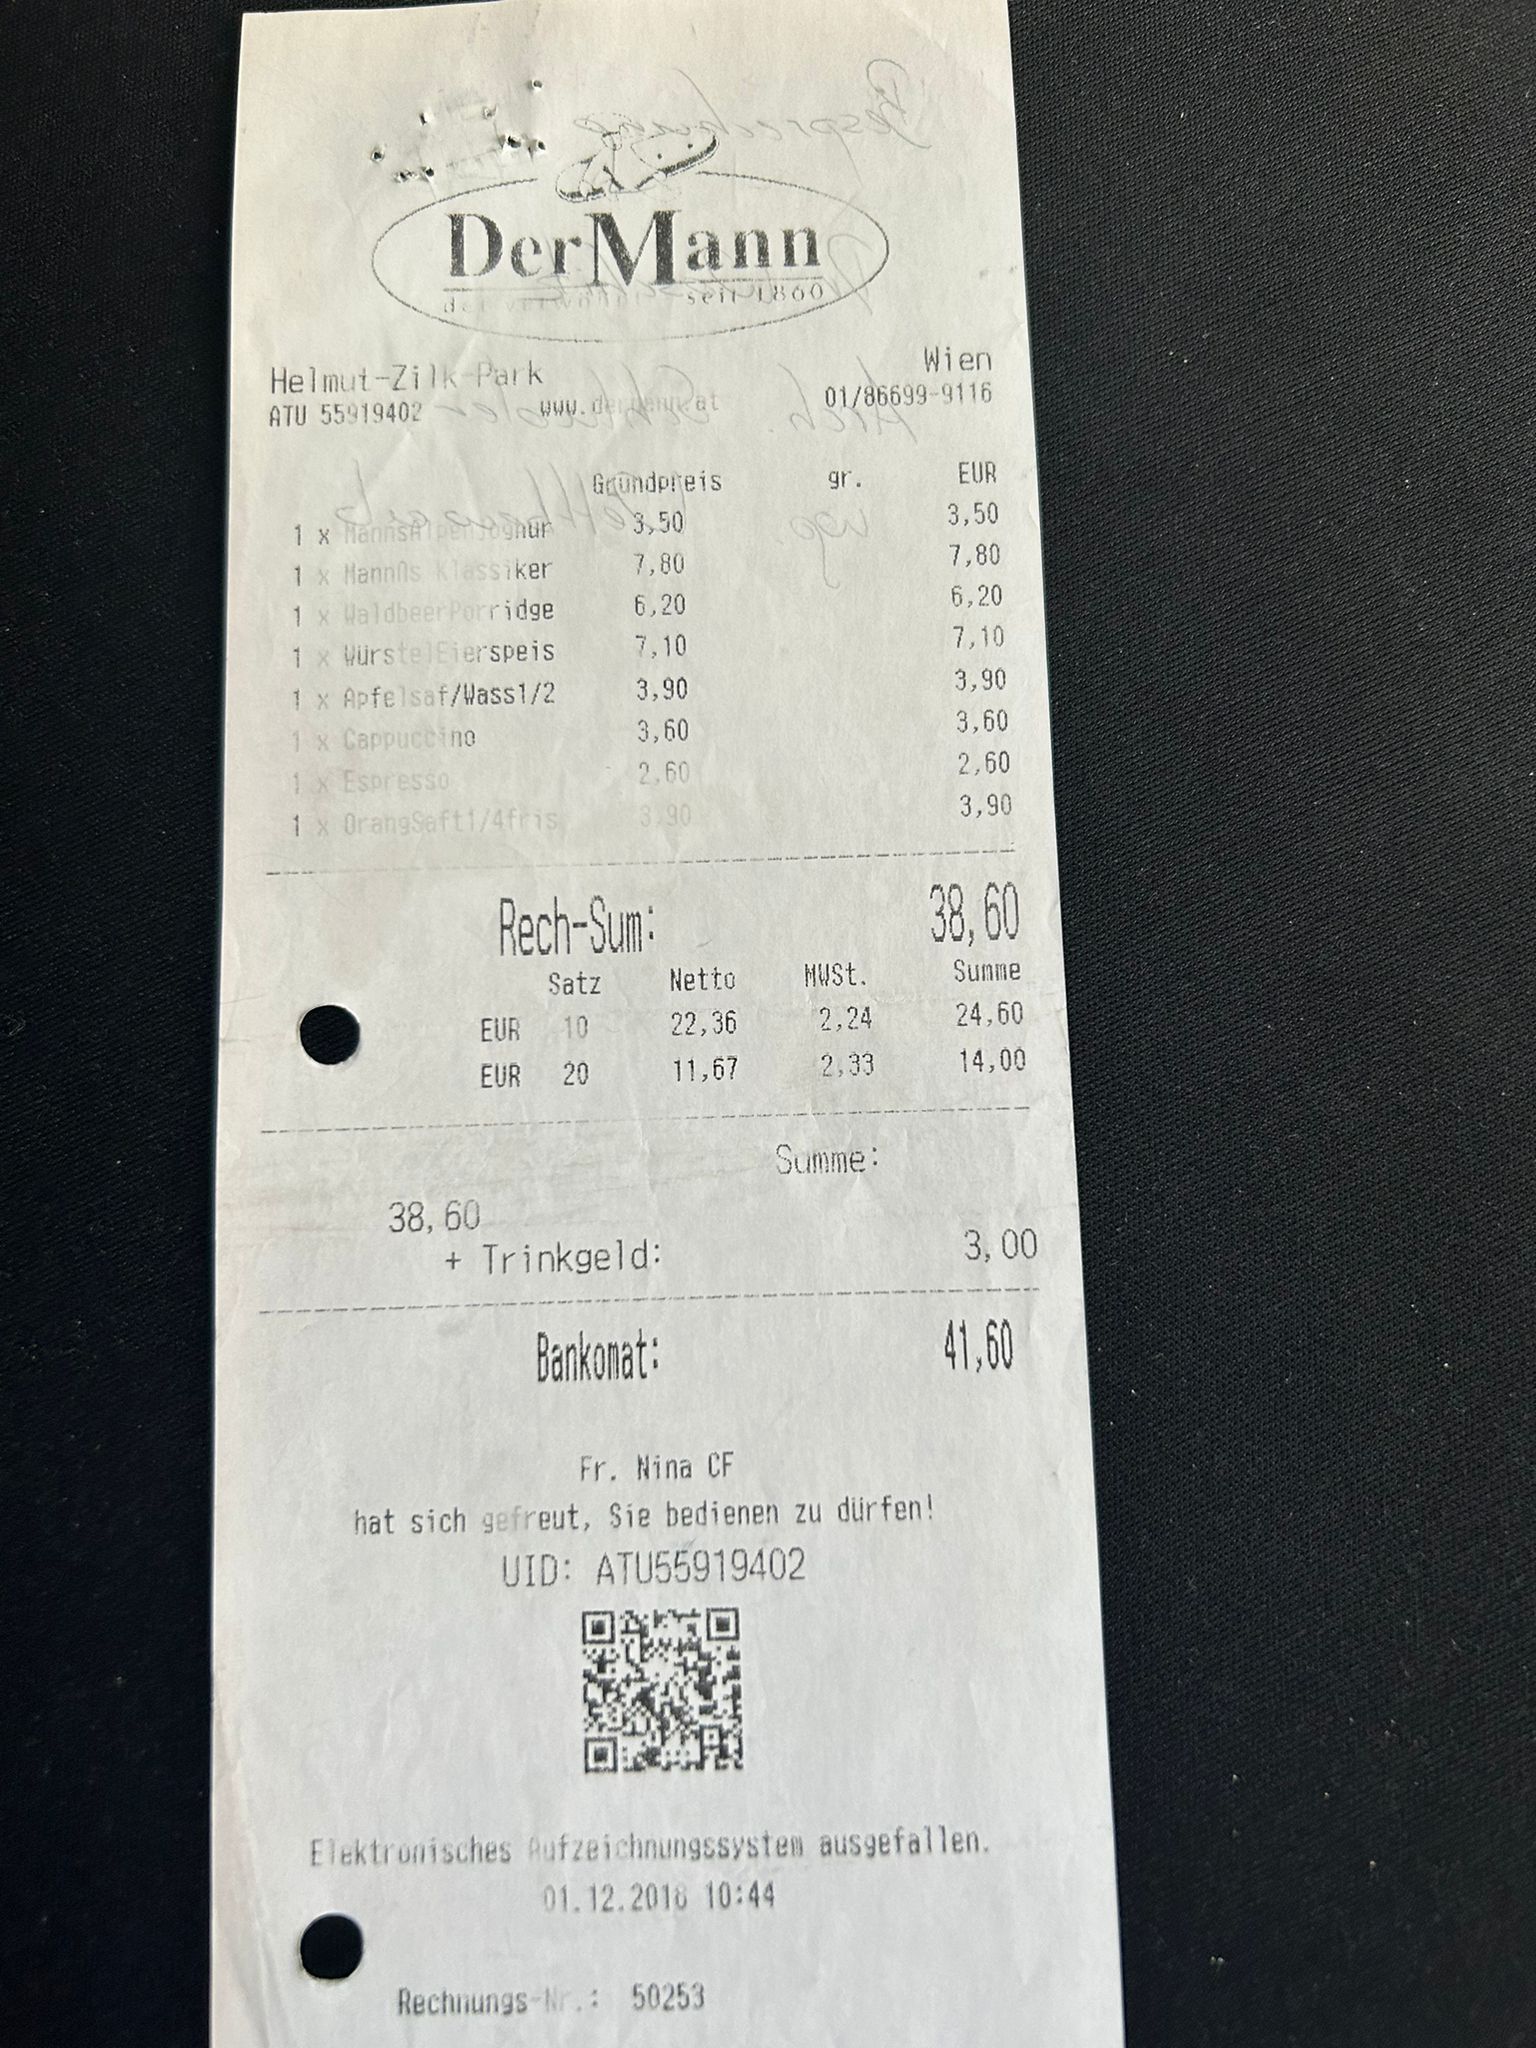 DerMann
der verwöhnt seit 1860
Helmut-Zilk-Park Wien
ATU 55919402 www.dermann.at 01/86699-9116
Grundpreis gr. EUR
1 x MannsAlpenJoghur 3,50 3,50
1 x Mannßs Klassiker 7,80 7,80
1 x WaldbeerPorridge 6,20 6,20
1 x WürstelEierspeis 7,10 7,10
1 x Apfelsaf/Wass1/2 3,90 3,90
1 x Cappuccino 3,60 3,60
1 x Espresso 2,60 2,60
1 x OrangSaft1/4fris 3,90 3,90
Rech-Sum: 38,60
Satz Netto MWSt. Summe
EUR 10 22,36 2,24 24,60
EUR 20 11,67 2,33 14,00
Summe:
38,60
+ Trinkgeld: 3,00
Bankomat: 41,60
Fr. Nina CF
hat sich gefreut, Sie bedienen zu dürfen!
UID: ATU55919402
Elektronisches Aufzeichnungssystem ausgefallen.
01.12.2018 10:44
Rechnungs-Nr.: 50253